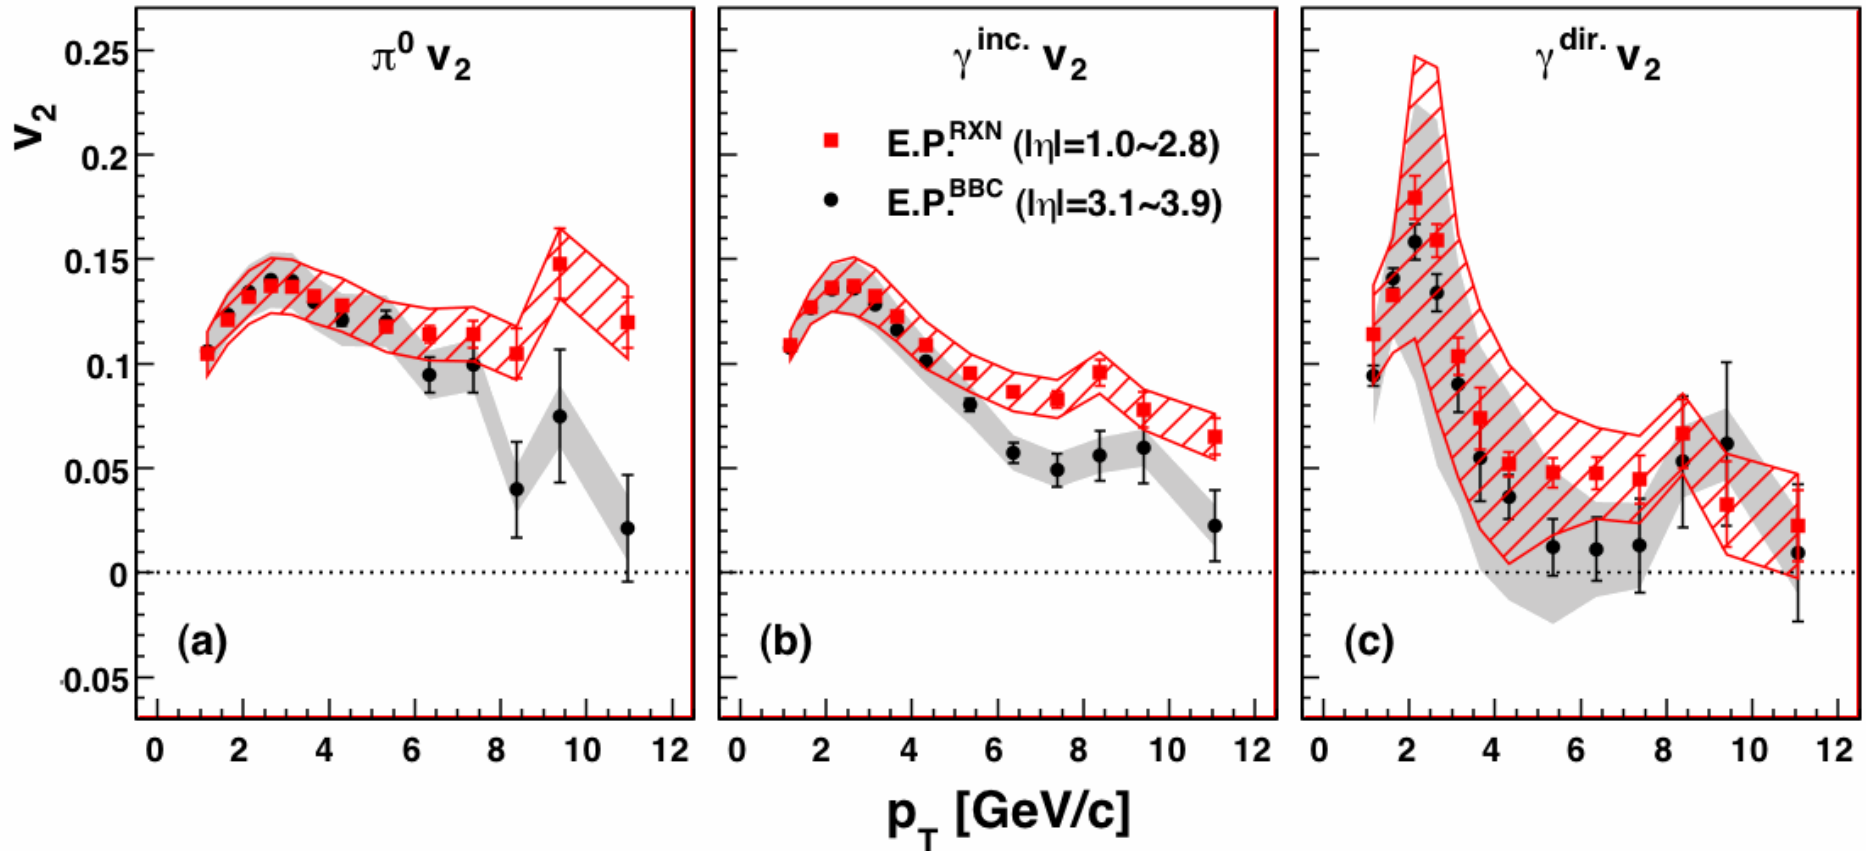 π⁰ v₂
γ^inc. v₂
γ^dir. v₂
E.P.^RXN (|η|=1.0~2.8)
E.P.^BBC (|η|=3.1~3.9)
v₂
0.25
0.2
0.15
0.1
0.05
0
-0.05
(a)
(b)
(c)
0 2 4 6 8 10 12
0 2 4 6 8 10 12
0 2 4 6 8 10 12
p_T [GeV/c]